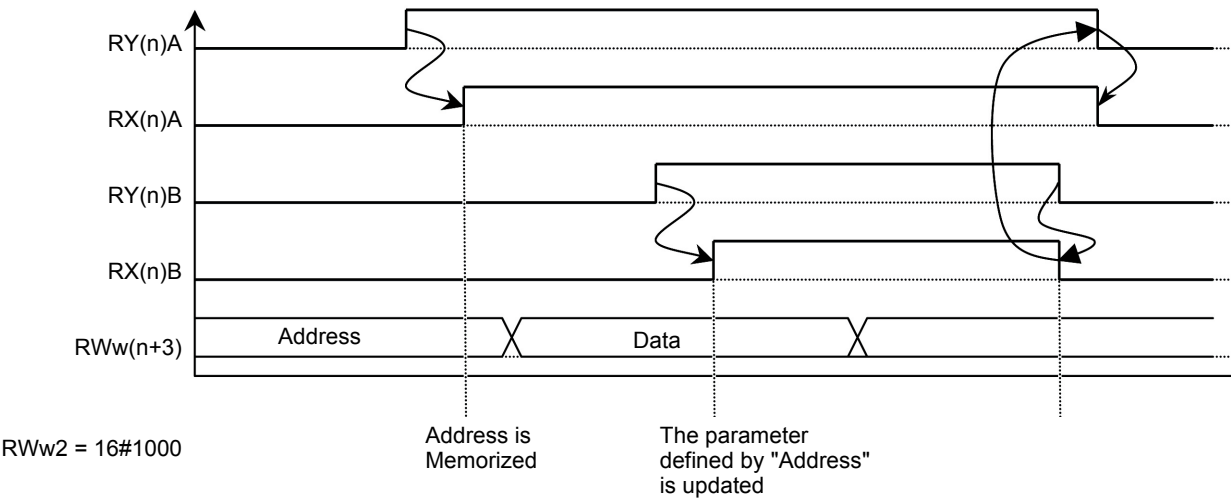 RY(n)A
RX(n)A
RY(n)B
RX(n)B
RWw(n+3)
Address
Data
RWw2 = 16#1000
Address is
Memorized
The parameter
defined by "Address"
is updated